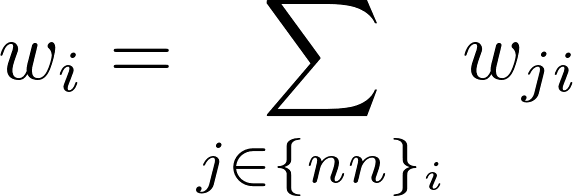 w_i = \sum_{j \in \{nn\}_i} w_{ji}